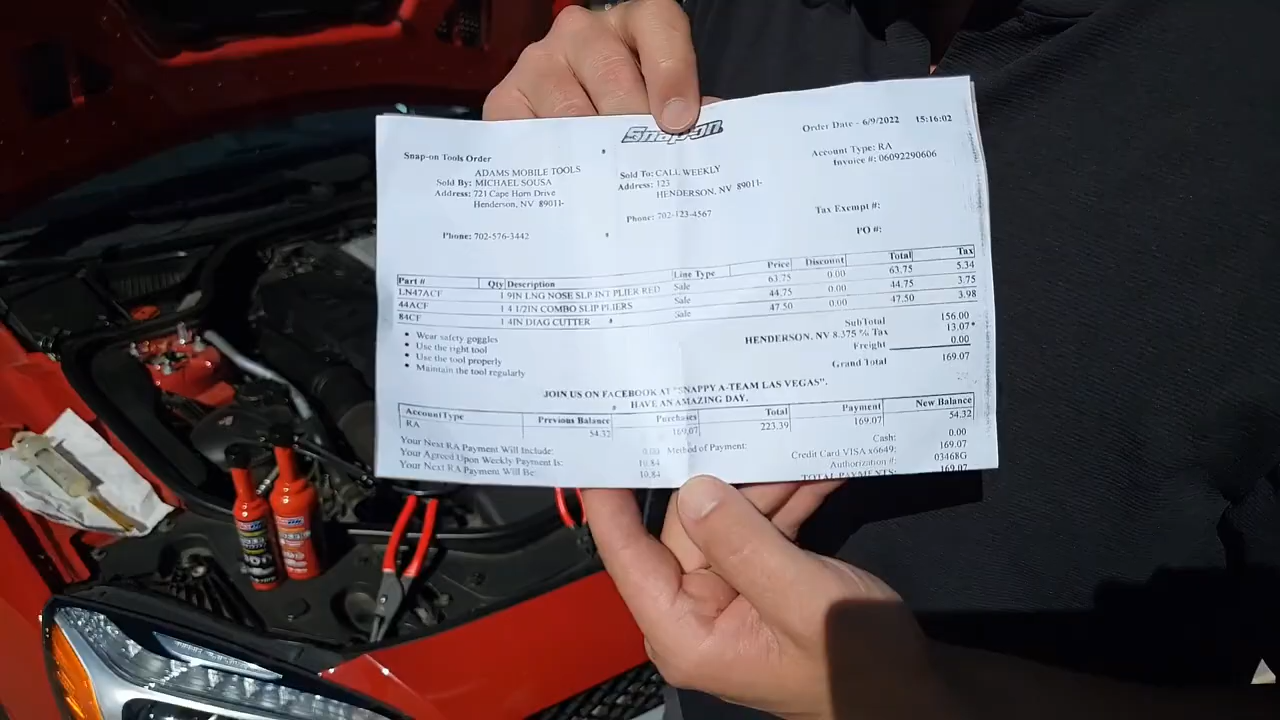 Snap-on
Order Date - 6/9/2022 15:16:02
Account Type: RA
Invoice #: 06092290606
Snap-on Tools Order
ADAMS MOBILE TOOLS
Sold By: MICHAEL SOUSA
Address: 721 Cape Horn Drive
Henderson, NV 89011-
Phone: 702-576-3442
Sold To: CALL WEEKLY
Address: 123
HENDERSON, NV 89011-
Phone: 702-123-4567
Tax Exempt #:
PO #:
Part # Qty Description Line Type Price Discount Total Tax
LN47ACF 1 9IN LNG NOSE SLP JNT PLIER RED Sale 63.75 0.00 63.75 5.34
44ACF 1 4 1/2IN COMBO SLIP PLIERS Sale 44.75 0.00 44.75 3.75
84CF 1 4IN DIAG CUTTER Sale 47.50 0.00 47.50 3.98
SubTotal 156.00
HENDERSON, NV 8.375 % Tax 13.07*
Freight 0.00
Grand Total 169.07
• Wear safety goggles
• Use the right tool
• Use the tool properly
• Maintain the tool regularly
JOIN US ON FACEBOOK AT "SNAPPY A-TEAM LAS VEGAS".
HAVE AN AMAZING DAY.
Account Type Previous Balance Purchases Total Payment New Balance
RA 54.32 169.07 223.39 169.07 54.32
Your Next RA Payment Will Include: 0.00
Your Agreed Upon Weekly Payment Is: 10.84
Your Next RA Payment Will Be: 10.84
Method of Payment:
Cash: 0.00
Credit Card VISA x6649: 169.07
Authorization#: 03468G
TOTAL PAYMENTS: 169.07